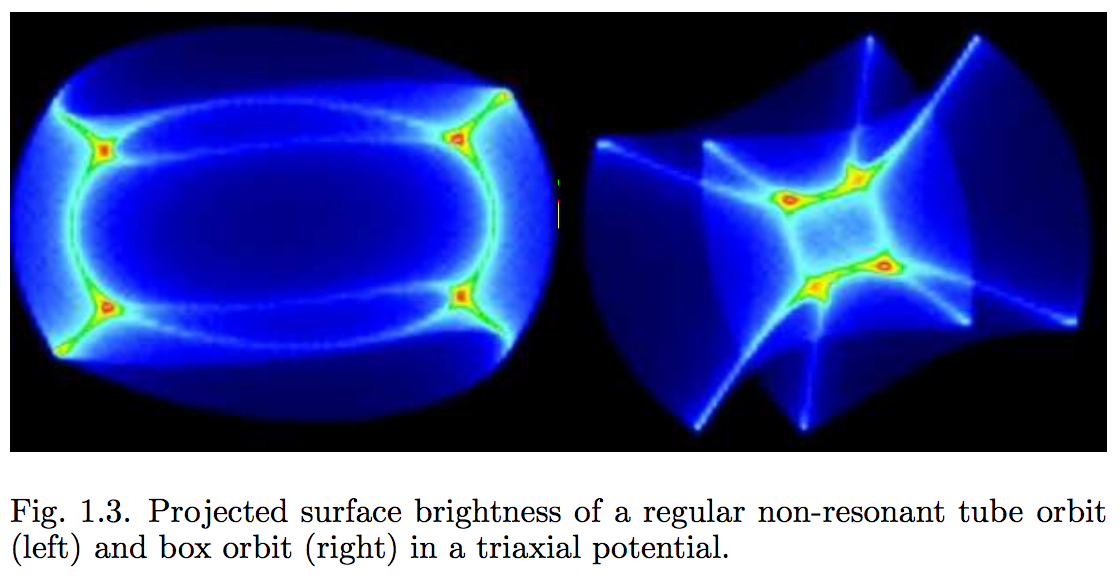 Fig. 1.3. Projected surface brightness of a regular non-resonant tube orbit
(left) and box orbit (right) in a triaxial potential.